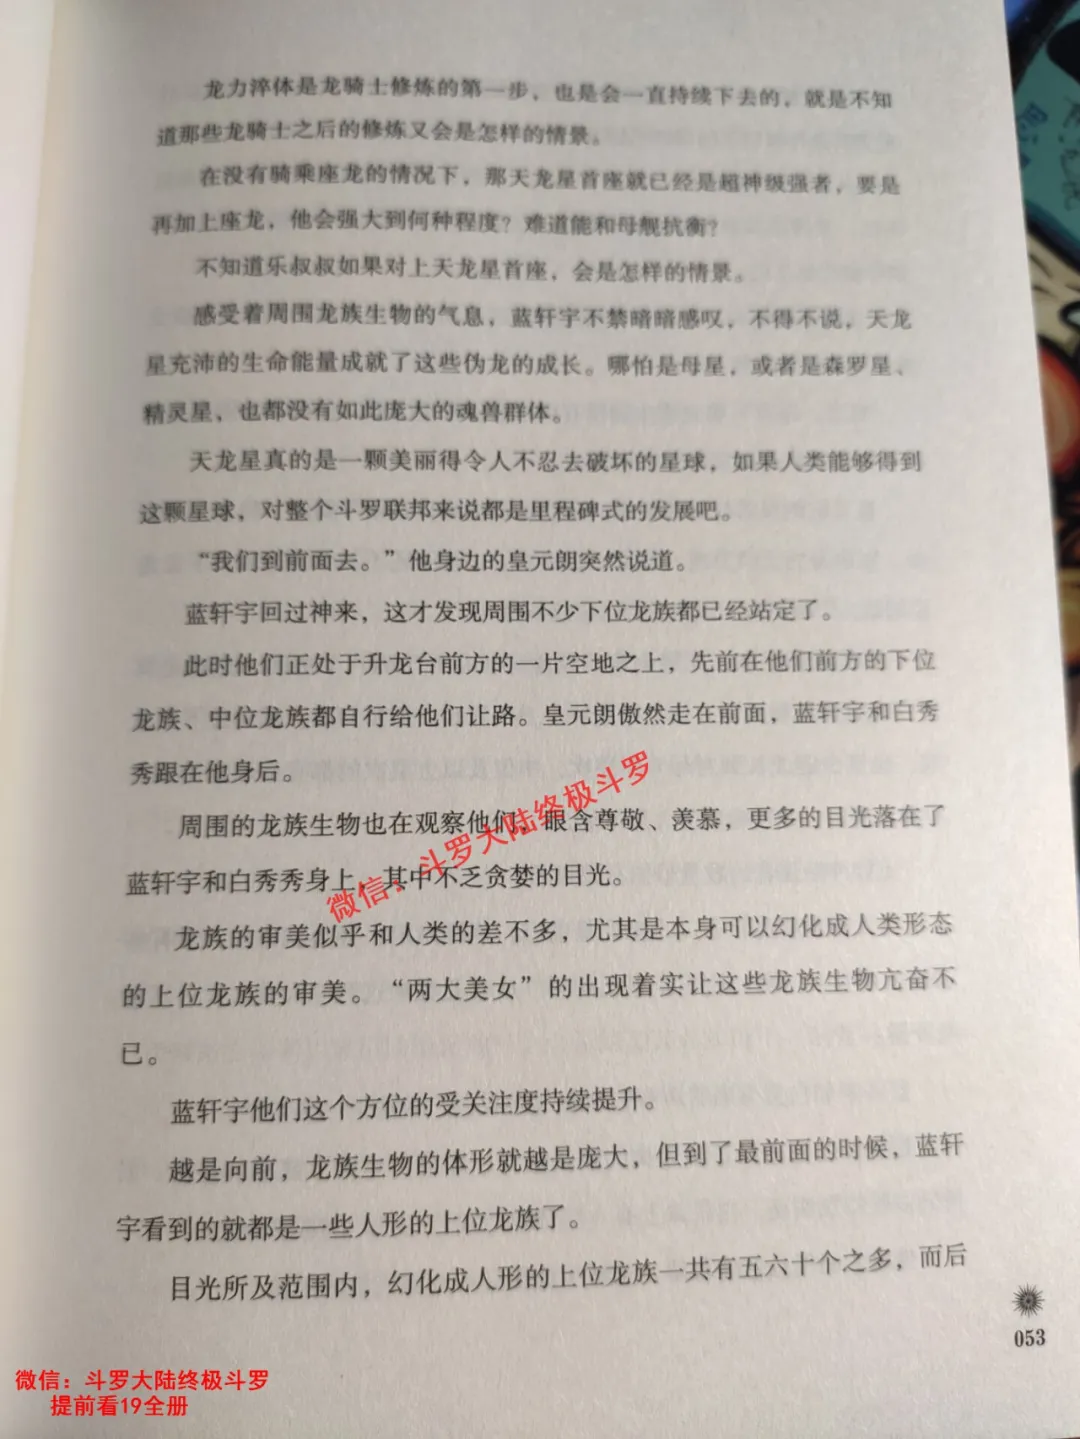 龙力淬体是龙骑士修炼的第一步，也是会一直持续下去的，就是不知
道那些龙骑士之后的修炼又会是怎样的情景。
在没有骑乘座龙的情况下，那天龙星首座就已经是超神级强者，要是
再加上座龙，他会强大到何种程度？难道能和母舰抗衡？
不知道乐叔叔如果对上天龙星首座，会是怎样的情景。
感受着周围龙族生物的气息，蓝轩宇不禁暗暗感叹，不得不说，天龙
星充沛的生命能量成就了这些伪龙的成长。哪怕是母星，或者是森罗星、
精灵星，也都没有如此庞大的魂兽群体。
天龙星真的是一颗美丽得令人不忍去破坏的星球，如果人类能够得到
这颗星球，对整个斗罗联邦来说都是里程碑式的发展吧。
“我们到前面去。”他身边的皇元朗突然说道。
蓝轩宇回过神来，这才发现周围不少下位龙族都已经站定了。
此时他们正处于升龙台前方的一片空地之上，先前在他们前方的下位
龙族、中位龙族都自行给他们让路。皇元朗傲然走在前面，蓝轩宇和白秀
秀跟在他身后。
周围的龙族生物也在观察他们，眼含尊敬、羡慕，更多的目光落在了
蓝轩宇和白秀秀身上，其中不乏贪婪的目光。
龙族的审美似乎和人类的差不多，尤其是本身可以幻化成人类形态
的上位龙族的审美。“两大美女”的出现着实让这些龙族生物亢奋不
已。
蓝轩宇他们这个方位的受关注度持续提升。
越是向前，龙族生物的体形就越是庞大，但到了最前面的时候，蓝轩
宇看到的就都是一些人形的上位龙族了。
目光所及范围内，幻化成人形的上位龙族一共有五六十个之多，而后
053
微信：斗罗大陆终极斗罗
微信：斗罗大陆终极斗罗
提前看19全册